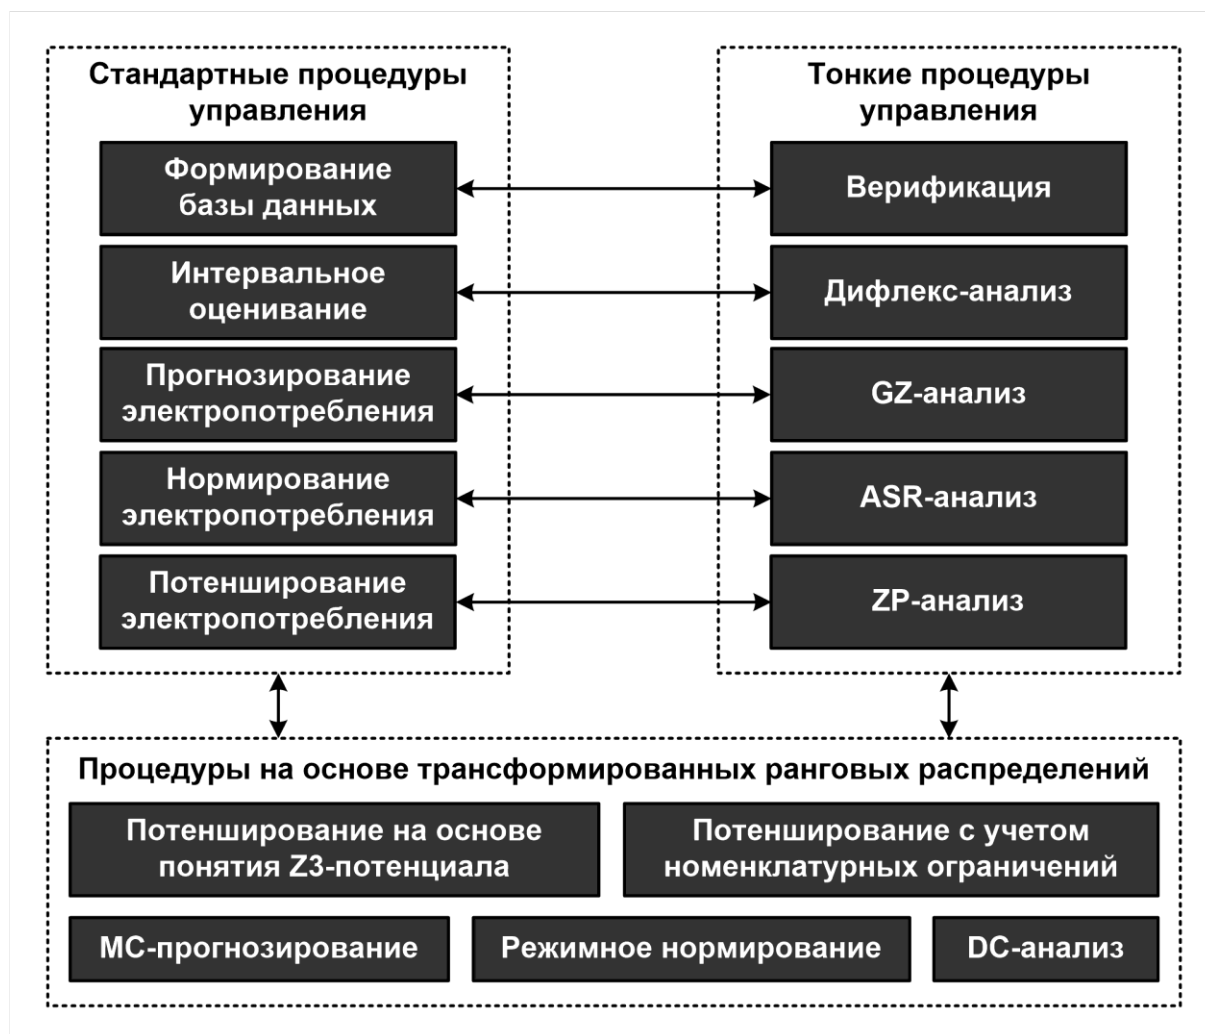 Стандартные процедуры
управления
Формирование
базы данных
Интервальное
оценивание
Прогнозирование
электропотребления
Нормирование
электропотребления
Потенширование
электропотребления
Тонкие процедуры
управления
Верификация
Дифлекс-анализ
GZ-анализ
ASR-анализ
ZP-анализ
Процедуры на основе трансформированных ранговых распределений
Потенширование на основе
понятия Z3-потенциала
Потенширование с учетом
номенклатурных ограничений
МС-прогнозирование
Режимное нормирование
DC-анализ